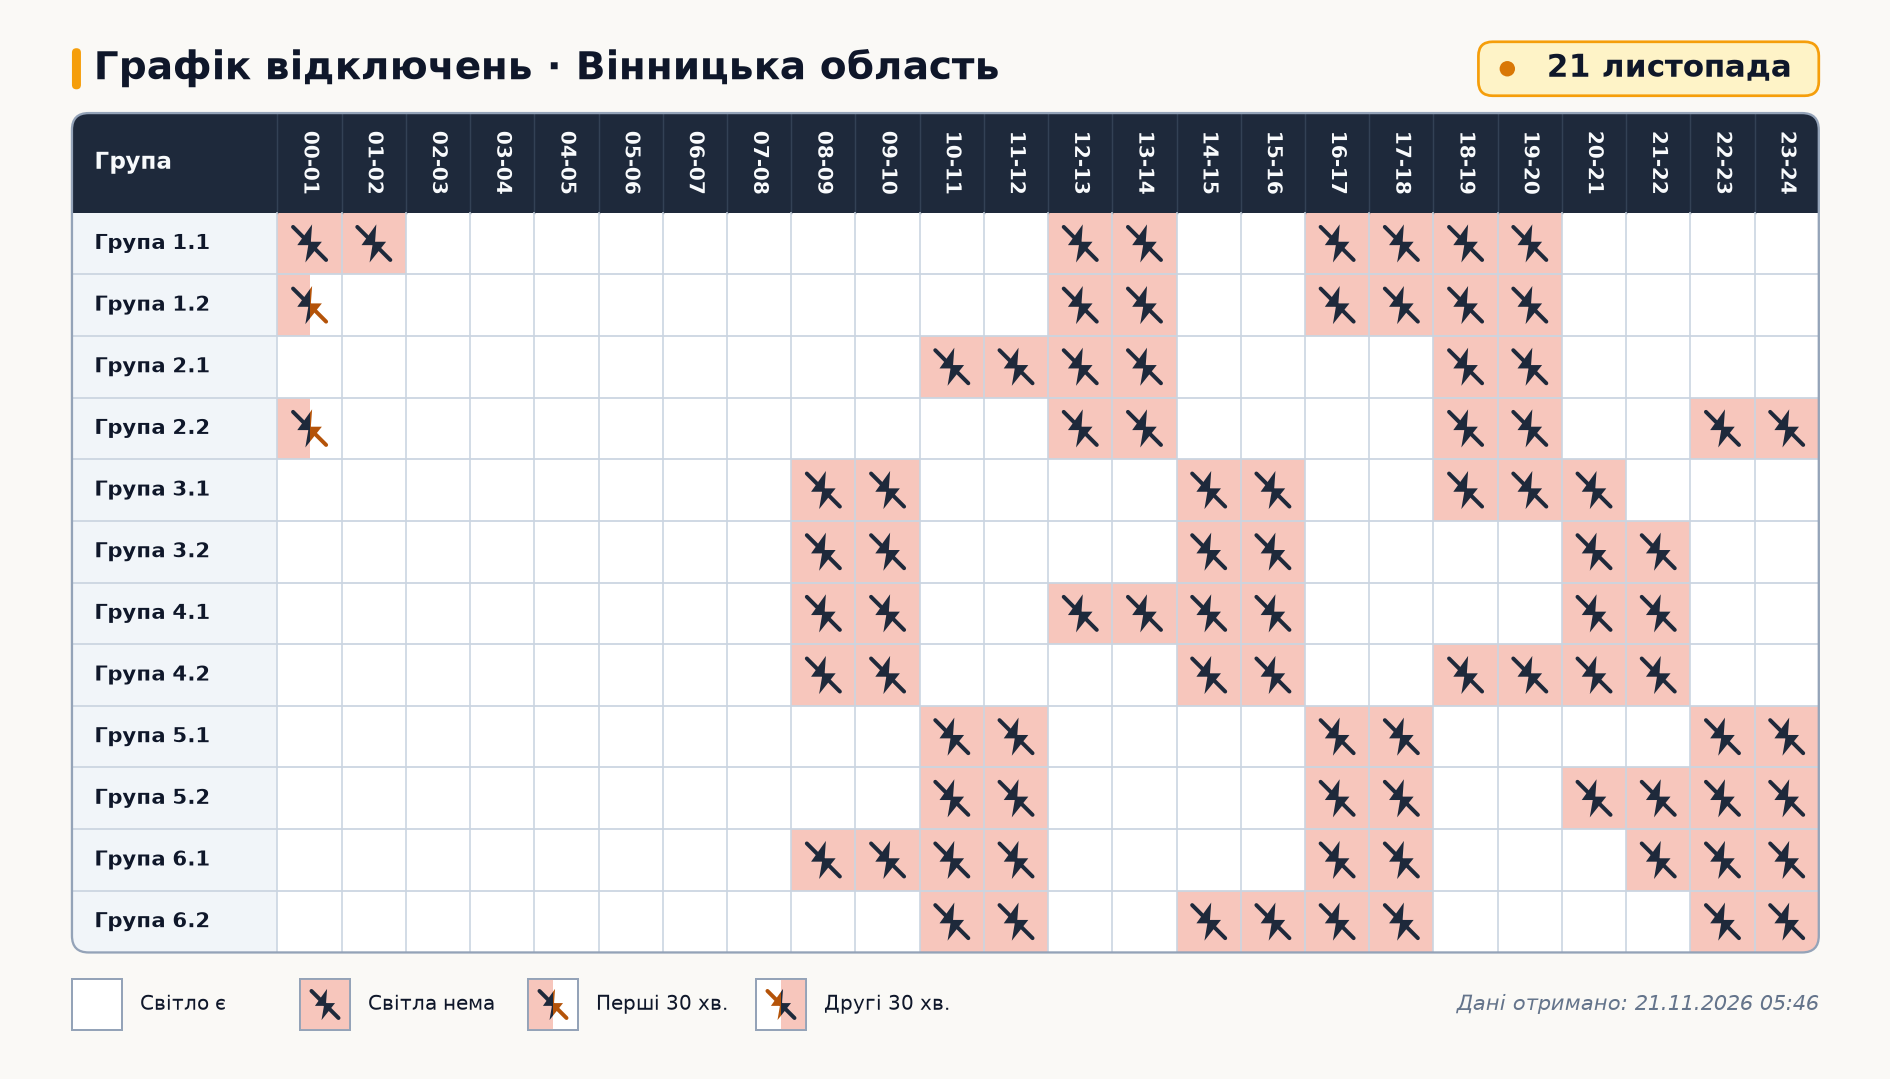 Графік відключень · Вінницька область
21 листопада
Група 00-01 01-02 02-03 03-04 04-05 05-06 06-07 07-08 08-09 09-10 10-11 11-12 12-13 13-14 14-15 15-16 16-17 17-18 18-19 19-20 20-21 21-22 22-23 23-24
Група 1.1
Група 1.2
Група 2.1
Група 2.2
Група 3.1
Група 3.2
Група 4.1
Група 4.2
Група 5.1
Група 5.2
Група 6.1
Група 6.2
Світло є Світла нема Перші 30 хв. Другі 30 хв.
Дані отримано: 21.11.2026 05:46